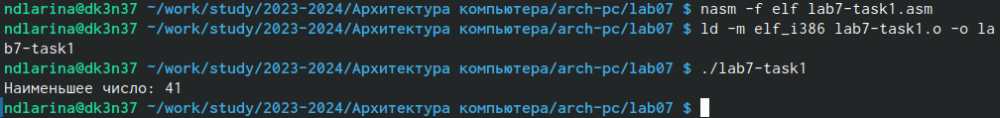 ndlarina@dk3n37 ~/work/study/2023-2024/Архитектура компьютера/arch-pc/lab07 $ nasm -f elf lab7-task1.asm
ndlarina@dk3n37 ~/work/study/2023-2024/Архитектура компьютера/arch-pc/lab07 $ ld -m elf_i386 lab7-task1.o -o la
b7-task1
ndlarina@dk3n37 ~/work/study/2023-2024/Архитектура компьютера/arch-pc/lab07 $ ./lab7-task1
Наименьшее число: 41
ndlarina@dk3n37 ~/work/study/2023-2024/Архитектура компьютера/arch-pc/lab07 $